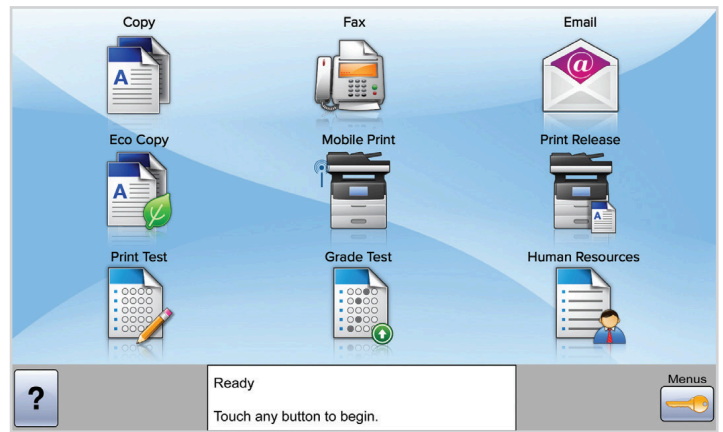 Copy
Fax
Email
A
@
Eco Copy
Mobile Print
Print Release
A
A
Print Test
Grade Test
Human Resources
?
Ready
Touch any button to begin.
Menus